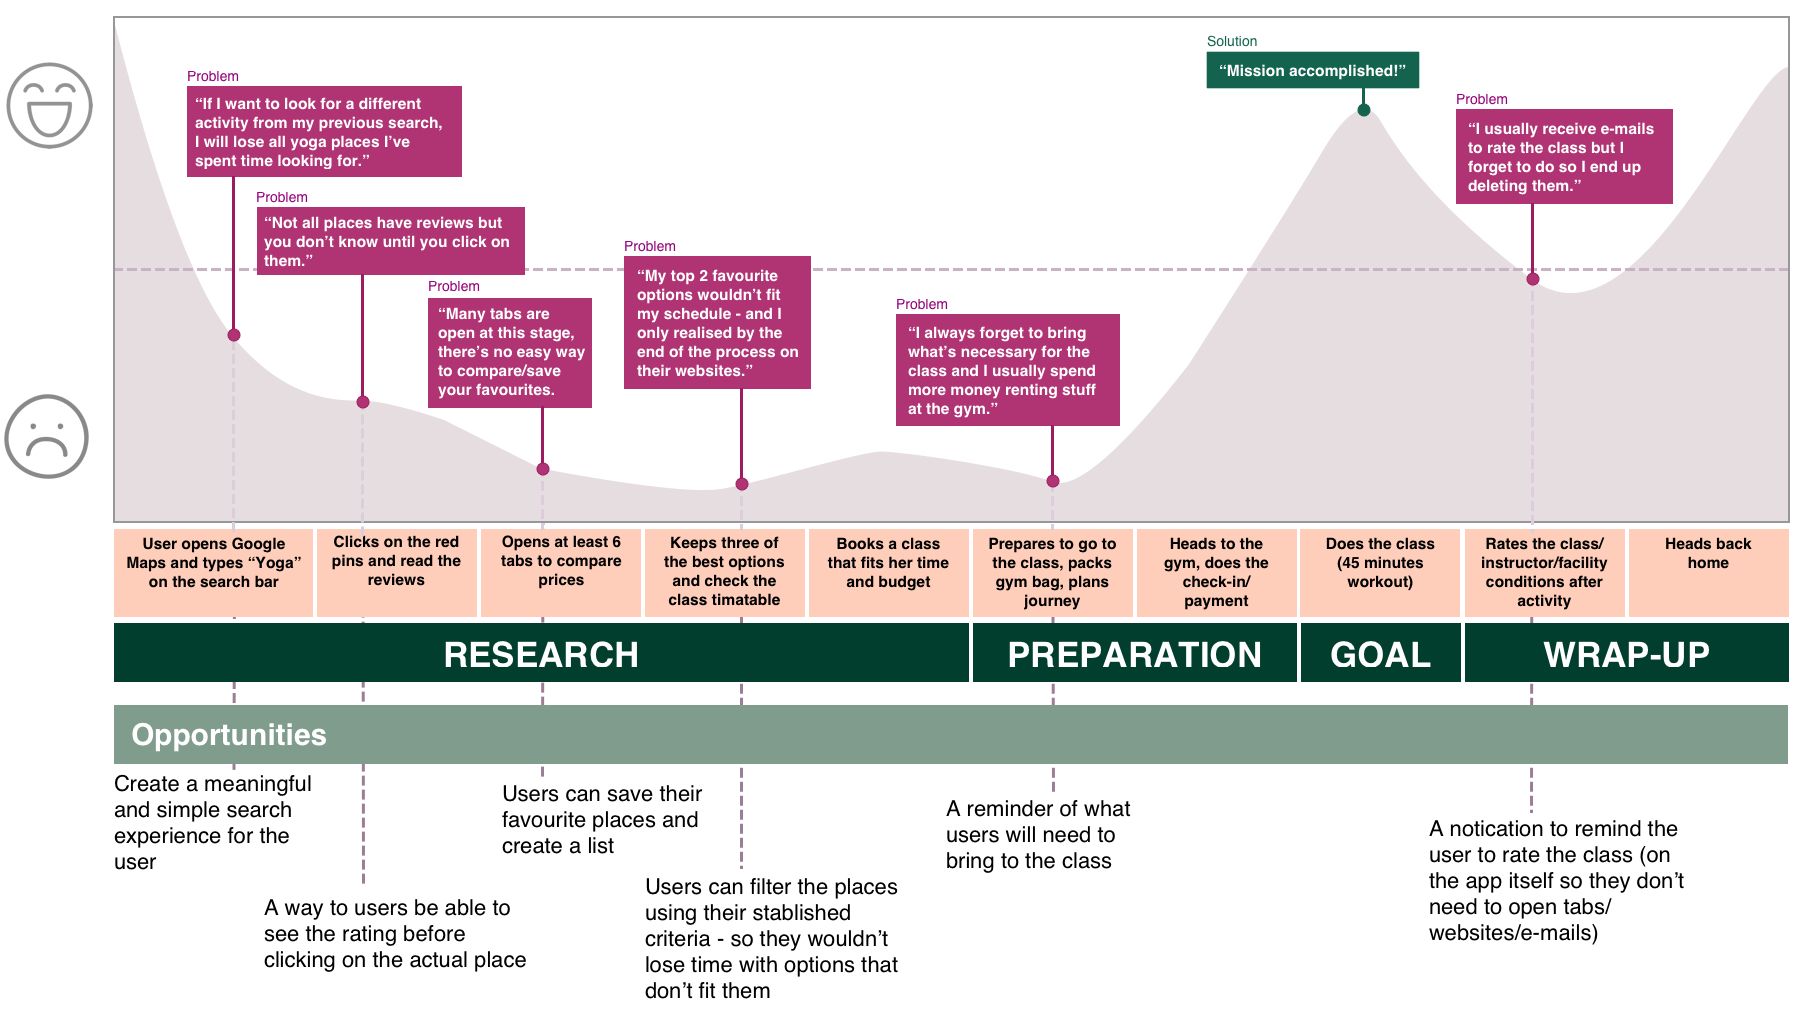 Solution
“Mission accomplished!”
Problem
“If I want to look for a different
activity from my previous search,
I will lose all yoga places I’ve
spent time looking for.”
Problem
“Not all places have reviews but
you don’t know until you click on
them.”
Problem
“Many tabs are
open at this stage,
there’s no easy way
to compare/save
your favourites.
Problem
“My top 2 favourite
options wouldn’t fit
my schedule - and I
only realised by the
end of the process on
their websites.”
Problem
“I always forget to bring
what’s necessary for the
class and I usually spend
more money renting stuff
at the gym.”
Problem
“I usually receive e-mails
to rate the class but I
forget to do so I end up
deleting them.”
User opens Google
Maps and types “Yoga”
on the search bar
Clicks on the red
pins and read the
reviews
Opens at least 6
tabs to compare
prices
Keeps three of
the best options
and check the
class timatable
Books a class
that fits her time
and budget
Prepares to go to
the class, packs
gym bag, plans
journey
Heads to the
gym, does the
check-in/
payment
Does the class
(45 minutes
workout)
Rates the class/
instructor/facility
conditions after
activity
Heads back
home
RESEARCH
PREPARATION
GOAL
WRAP-UP
Opportunities
Create a meaningful
and simple search
experience for the
user
A way to users be able to
see the rating before
clicking on the actual place
Users can save their
favourite places and
create a list
Users can filter the places
using their stablished
criteria - so they wouldn’t
lose time with options that
don’t fit them
A reminder of what
users will need to
bring to the class
A notication to remind the
user to rate the class (on
the app itself so they don’t
need to open tabs/
websites/e-mails)